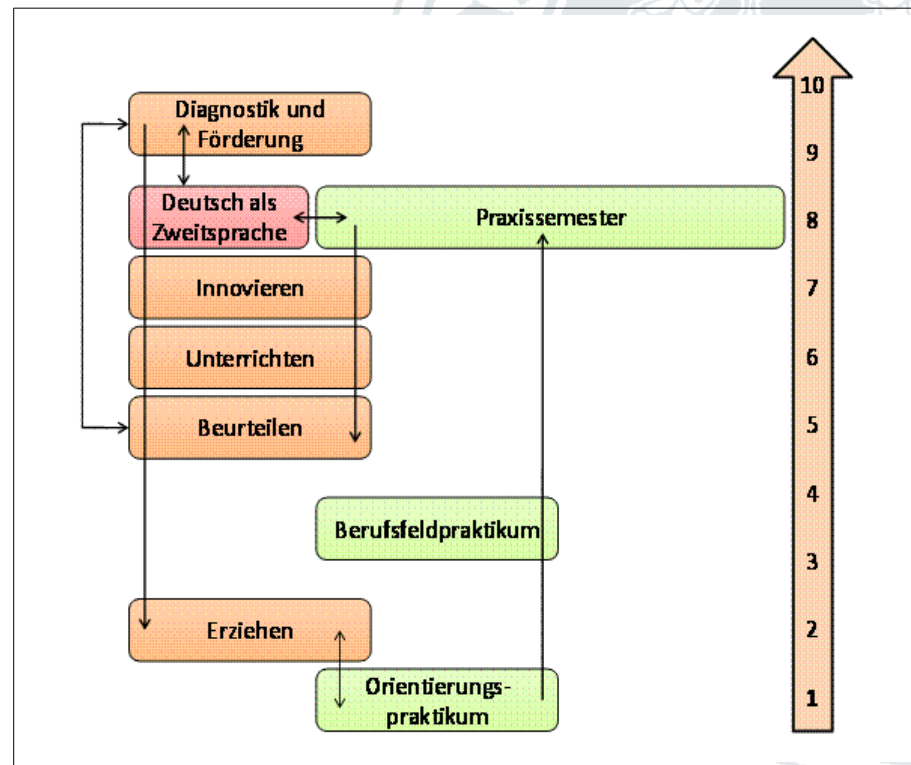 10
Diagnostik und
Förderung
9
Deutsch als
Zweitsprache
Praxissemester
8
Innovieren
7
Unterrichten
6
Beurteilen
5
4
Berufsfeldpraktikum
3
Erziehen
2
Orientierungs-
praktikum
1